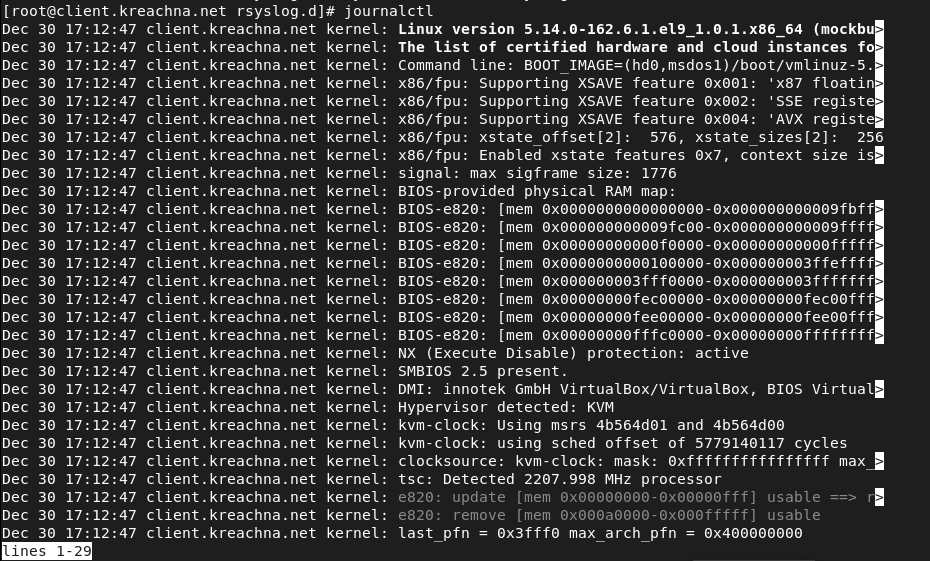 [root@client.kreachna.net rsyslog.d]# journalctl
Dec 30 17:12:47 client.kreachna.net kernel: Linux version 5.14.0-162.6.1.el9_1.0.1.x86_64 (mockbu>
Dec 30 17:12:47 client.kreachna.net kernel: The list of certified hardware and cloud instances fo>
Dec 30 17:12:47 client.kreachna.net kernel: Command line: BOOT_IMAGE=(hd0,msdos1)/boot/vmlinuz-5.>
Dec 30 17:12:47 client.kreachna.net kernel: x86/fpu: Supporting XSAVE feature 0x001: 'x87 floatin>
Dec 30 17:12:47 client.kreachna.net kernel: x86/fpu: Supporting XSAVE feature 0x002: 'SSE registe>
Dec 30 17:12:47 client.kreachna.net kernel: x86/fpu: Supporting XSAVE feature 0x004: 'AVX registe>
Dec 30 17:12:47 client.kreachna.net kernel: x86/fpu: xstate_offset[2]:  576, xstate_sizes[2]:  256
Dec 30 17:12:47 client.kreachna.net kernel: x86/fpu: Enabled xstate features 0x7, context size is>
Dec 30 17:12:47 client.kreachna.net kernel: signal: max sigframe size: 1776
Dec 30 17:12:47 client.kreachna.net kernel: BIOS-provided physical RAM map:
Dec 30 17:12:47 client.kreachna.net kernel: BIOS-e820: [mem 0x0000000000000000-0x000000000009fbff>
Dec 30 17:12:47 client.kreachna.net kernel: BIOS-e820: [mem 0x000000000009fc00-0x000000000009ffff>
Dec 30 17:12:47 client.kreachna.net kernel: BIOS-e820: [mem 0x00000000000f0000-0x00000000000fffff>
Dec 30 17:12:47 client.kreachna.net kernel: BIOS-e820: [mem 0x0000000000100000-0x000000003ffeffff>
Dec 30 17:12:47 client.kreachna.net kernel: BIOS-e820: [mem 0x000000003fff0000-0x000000003fffffff>
Dec 30 17:12:47 client.kreachna.net kernel: BIOS-e820: [mem 0x00000000fec00000-0x00000000fec00fff>
Dec 30 17:12:47 client.kreachna.net kernel: BIOS-e820: [mem 0x00000000fee00000-0x00000000fee00fff>
Dec 30 17:12:47 client.kreachna.net kernel: BIOS-e820: [mem 0x00000000fffc0000-0x00000000ffffffff>
Dec 30 17:12:47 client.kreachna.net kernel: NX (Execute Disable) protection: active
Dec 30 17:12:47 client.kreachna.net kernel: SMBIOS 2.5 present.
Dec 30 17:12:47 client.kreachna.net kernel: DMI: innotek GmbH VirtualBox/VirtualBox, BIOS Virtual>
Dec 30 17:12:47 client.kreachna.net kernel: Hypervisor detected: KVM
Dec 30 17:12:47 client.kreachna.net kernel: kvm-clock: Using msrs 4b564d01 and 4b564d00
Dec 30 17:12:47 client.kreachna.net kernel: kvm-clock: using sched offset of 5779140117 cycles
Dec 30 17:12:47 client.kreachna.net kernel: clocksource: kvm-clock: mask: 0xffffffffffffffff max_>
Dec 30 17:12:47 client.kreachna.net kernel: tsc: Detected 2207.998 MHz processor
Dec 30 17:12:47 client.kreachna.net kernel: e820: update [mem 0x00000000-0x00000fff] usable ==> r>
Dec 30 17:12:47 client.kreachna.net kernel: e820: remove [mem 0x000a0000-0x000fffff] usable
Dec 30 17:12:47 client.kreachna.net kernel: last_pfn = 0x3fff0 max_arch_pfn = 0x400000000
lines 1-29